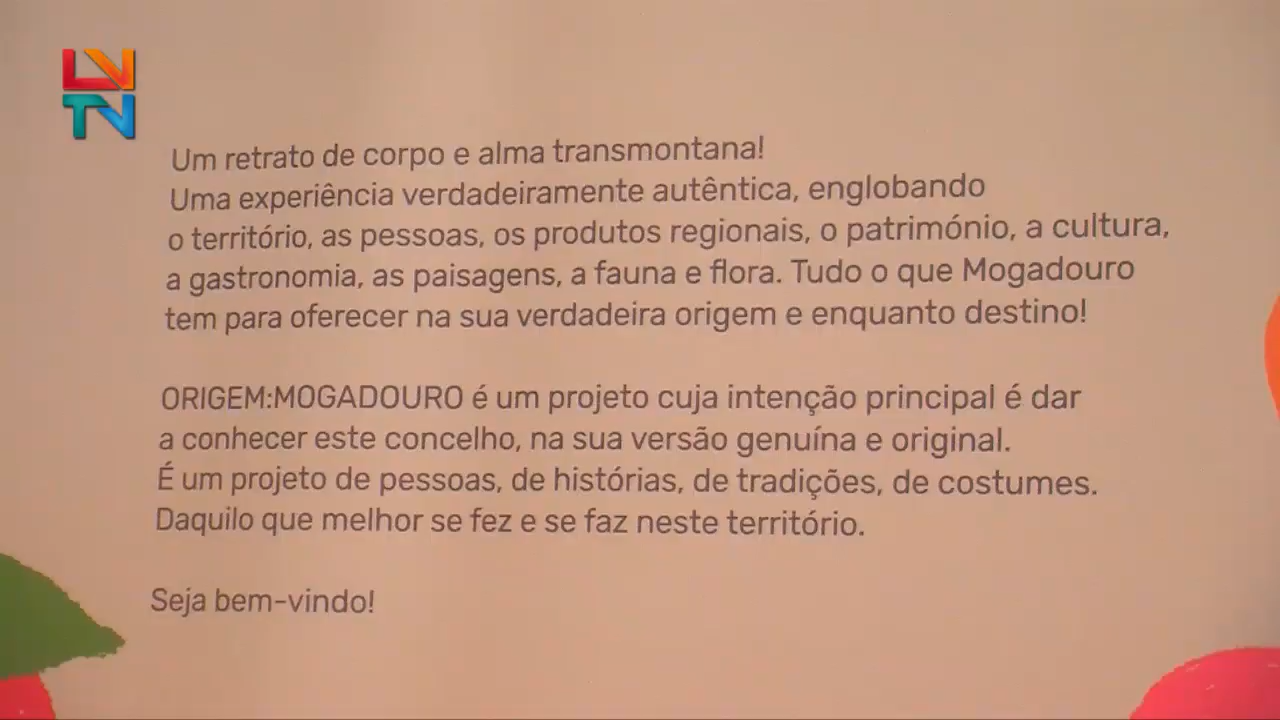 LV
TV
Um retrato de corpo e alma transmontana!
Uma experiência verdadeiramente autêntica, englobando
o território, as pessoas, os produtos regionais, o património, a cultura,
a gastronomia, as paisagens, a fauna e flora. Tudo o que Mogadouro
tem para oferecer na sua verdadeira origem e enquanto destino!
ORIGEM:MOGADOURO é um projeto cuja intenção principal é dar
a conhecer este concelho, na sua versão genuína e original.
É um projeto de pessoas, de histórias, de tradições, de costumes.
Daquilo que melhor se fez e se faz neste território.
Seja bem-vindo!